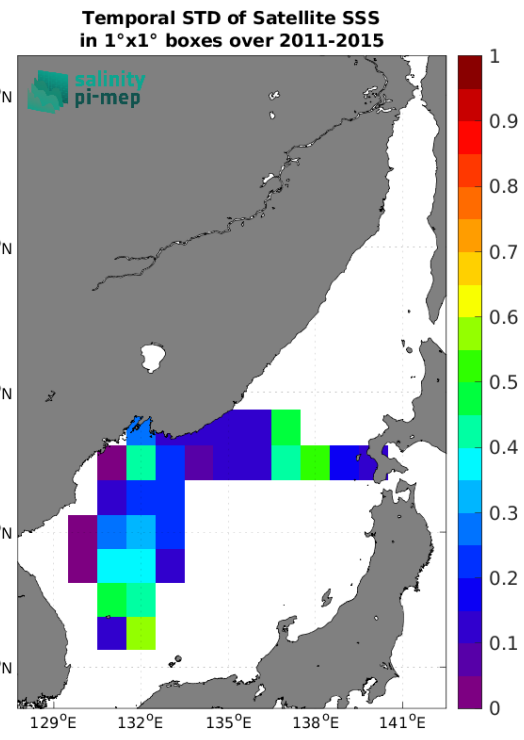 Temporal STD of Satellite SSS
in 1°x1° boxes over 2011-2015
salinity
pi-mep
1
0.9
0.8
0.7
0.6
0.5
0.4
0.3
0.2
0.1
0
°N
°N
°N
°N
°N
129°E 132°E 135°E 138°E 141°E